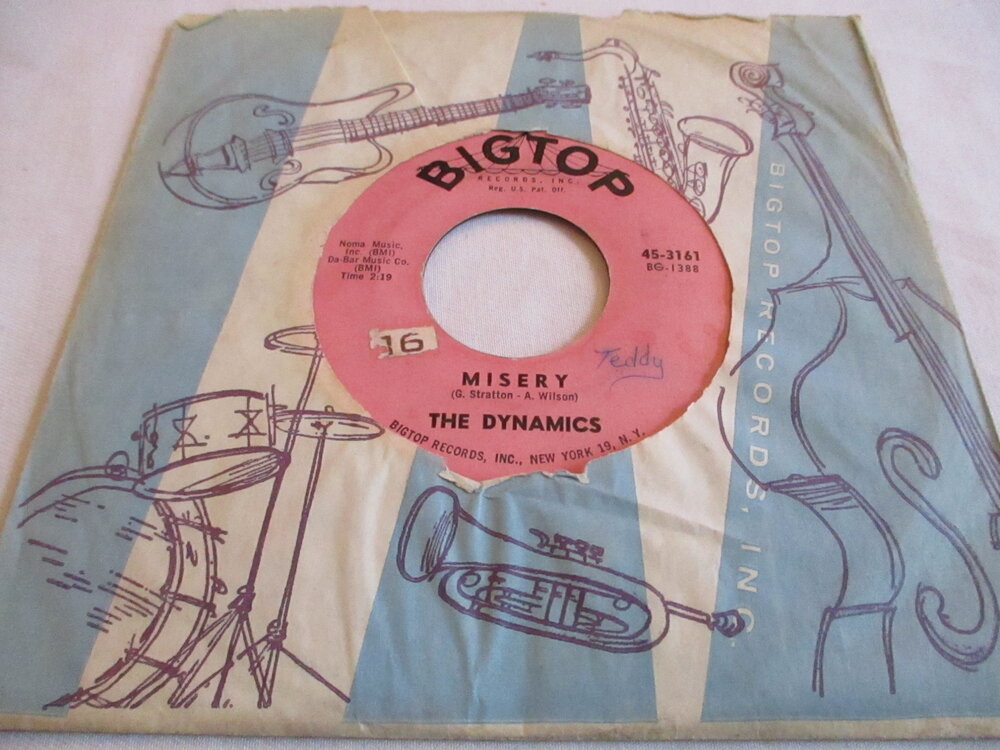 BIGTOP
RECORDS, INC.
Reg. U.S. Pat. Off.
Noma Music,
Inc. (BMI)
Da-Bar Music Co.
(BMI)
Time 2:19
45-3161
BG-1388
16
Teddy
MISERY
(G. Stratton - A. Wilson)
THE DYNAMICS
BIGTOP RECORDS, INC., NEW YORK 19, N.Y.
BIGTOP RECORDS, INC.